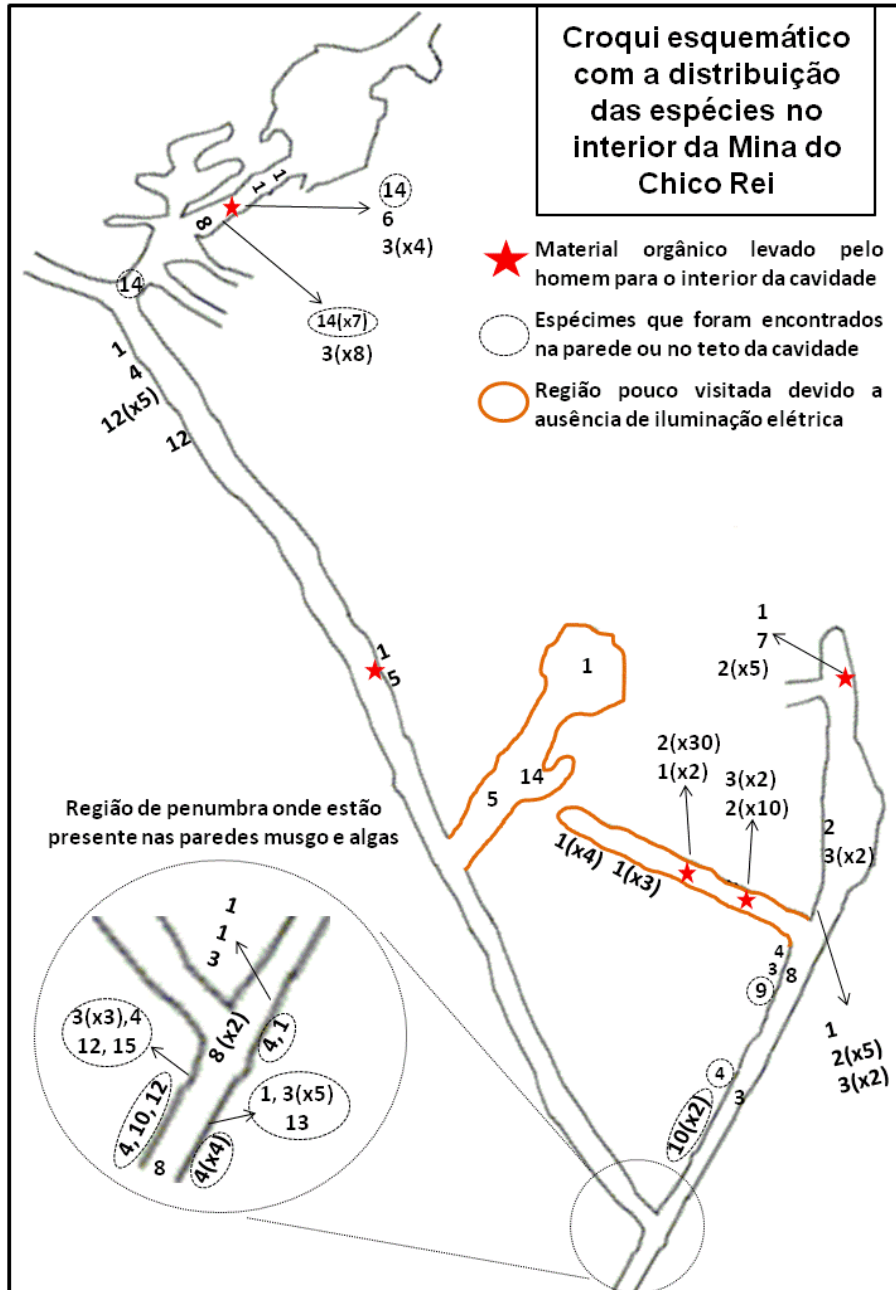 Croqui esquemático
com a distribuição
das espécies no
interior da Mina do
Chico Rei
Material orgânico levado pelo
homem para o interior da cavidade
Espécimes que foram encontrados
na parede ou no teto da cavidade
Região pouco visitada devido a
ausência de iluminação elétrica
1
1
8
14
6
3(x4)
14(x7)
3(x8)
14
1
4
12(x5)
12
1
5
1
14
5
1
7
2(x5)
2(x30)
1(x2)
3(x2)
2(x10)
1(x4)
1(x3)
2
3(x2)
4
3
8
9
1
2(x5)
3(x2)
4
3
10(x2)
Região de penumbra onde estão
presente nas paredes musgo e algas
1
1
3
3(x3),4
12, 15
8(x2)
4, 1
4, 10, 12
1, 3(x5)
13
4(x4)
8